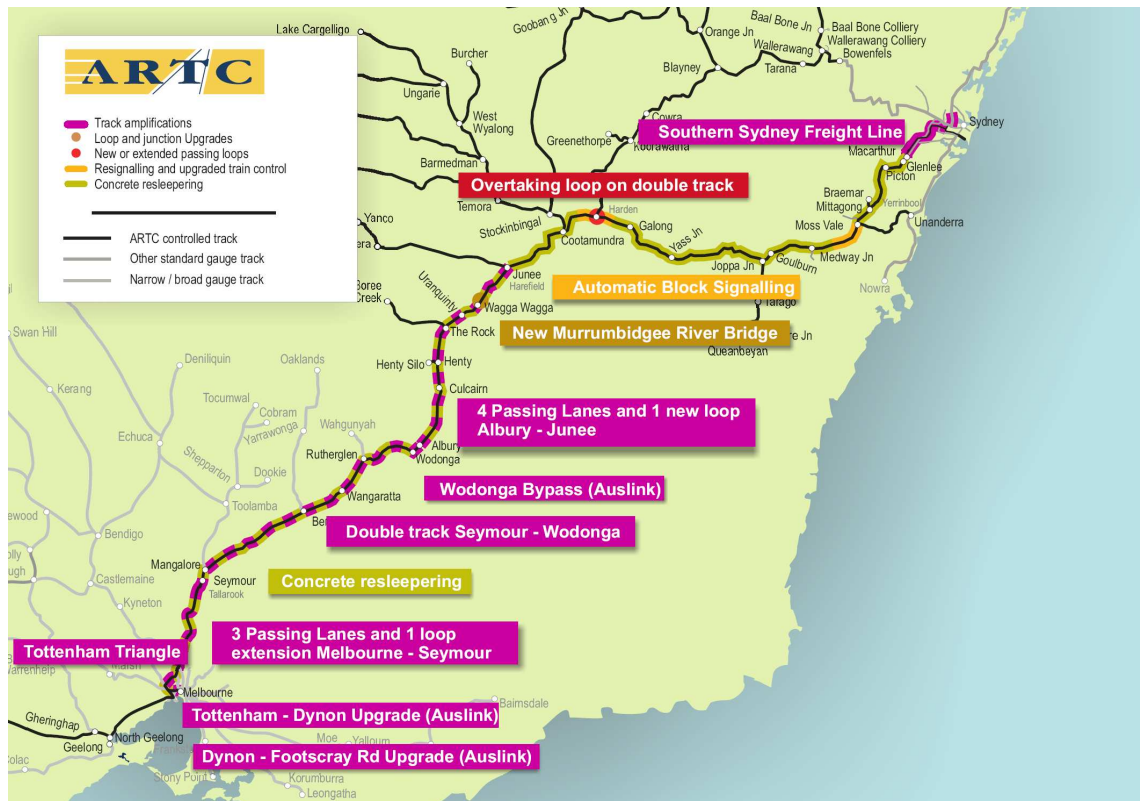 ARTC
Track amplifications
Loop and junction Upgrades
New or extended passing loops
Resignalling and upgraded train control
Concrete resleepering
ARTC controlled track
Other standard gauge track
Narrow / broad gauge track
Lake Cargelligo
Goobang Jn
Baal Bone Jn
Baal Bone Colliery
Orange Jn
Wallerawang
Wallerawang Colliery
Bowenfels
Burcher
Blayney
Tarana
Ungarie
West
Wyalong
Cowra
Sydney
Greenethorpe
Koorawatha
Southern Sydney Freight Line
Macarthur
Glenlee
Barmedman
Picton
Overtaking loop on double track
Braemar
Mittagong
Yerrinbool
Temora
Harden
Yanco
Stockinbingal
Galong
Moss Vale
Unanderra
Cootamundra
Yass Jn
Joppa Jn
Goulburn
Medway Jn
Junee
Harefield
Automatic Block Signalling
Nowra
Boree
Creek
Uranquinty
Wagga Wagga
Tarago
The Rock
New Murrumbidgee River Bridge
re Jn
Queanbeyan
Swan Hill
Deniliquin
Oaklands
Henty Silo
Henty
Kerang
Culcairn
Tocumwal
Cobram
Yarrawonga
Wahgunyah
4 Passing Lanes and 1 new loop
Albury - Junee
Echuca
Shepparton
Dookie
Rutherglen
Albury
Wodonga
Wangaratta
Wodonga Bypass (Auslink)
Toolamba
Double track Seymour - Wodonga
Bendigo
Mangalore
Seymour
Tallarook
Concrete resleepering
Castlemaine
Kyneton
3 Passing Lanes and 1 loop
extension Melbourne - Seymour
Tottenham Triangle
Melbourne
Bairnsdale
Tottenham - Dynon Upgrade (Auslink)
Gheringhap
North Geelong
Geelong
Moe
Yallourn
Dynon - Footscray Rd Upgrade (Auslink)
Colac
Stony Point
Korumburra
Leongatha